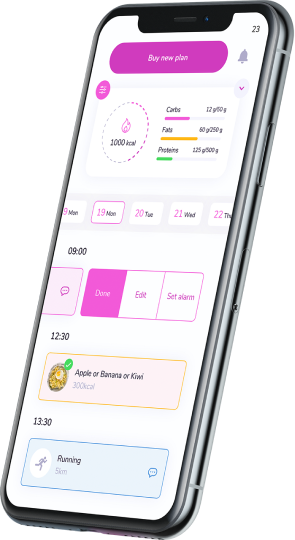 23
Buy new plan
1000 kcal
Carbs 12 g/50 g
Fats 60 g/250 g
Proteins 125 g/500 g
9 Mon
19 Mon
20 Tue
21 Wed
22 Thu
09:00
Done
Edit
Set alarm
12:30
Apple or Banana or Kiwi
300kcal
13:30
Running
5km